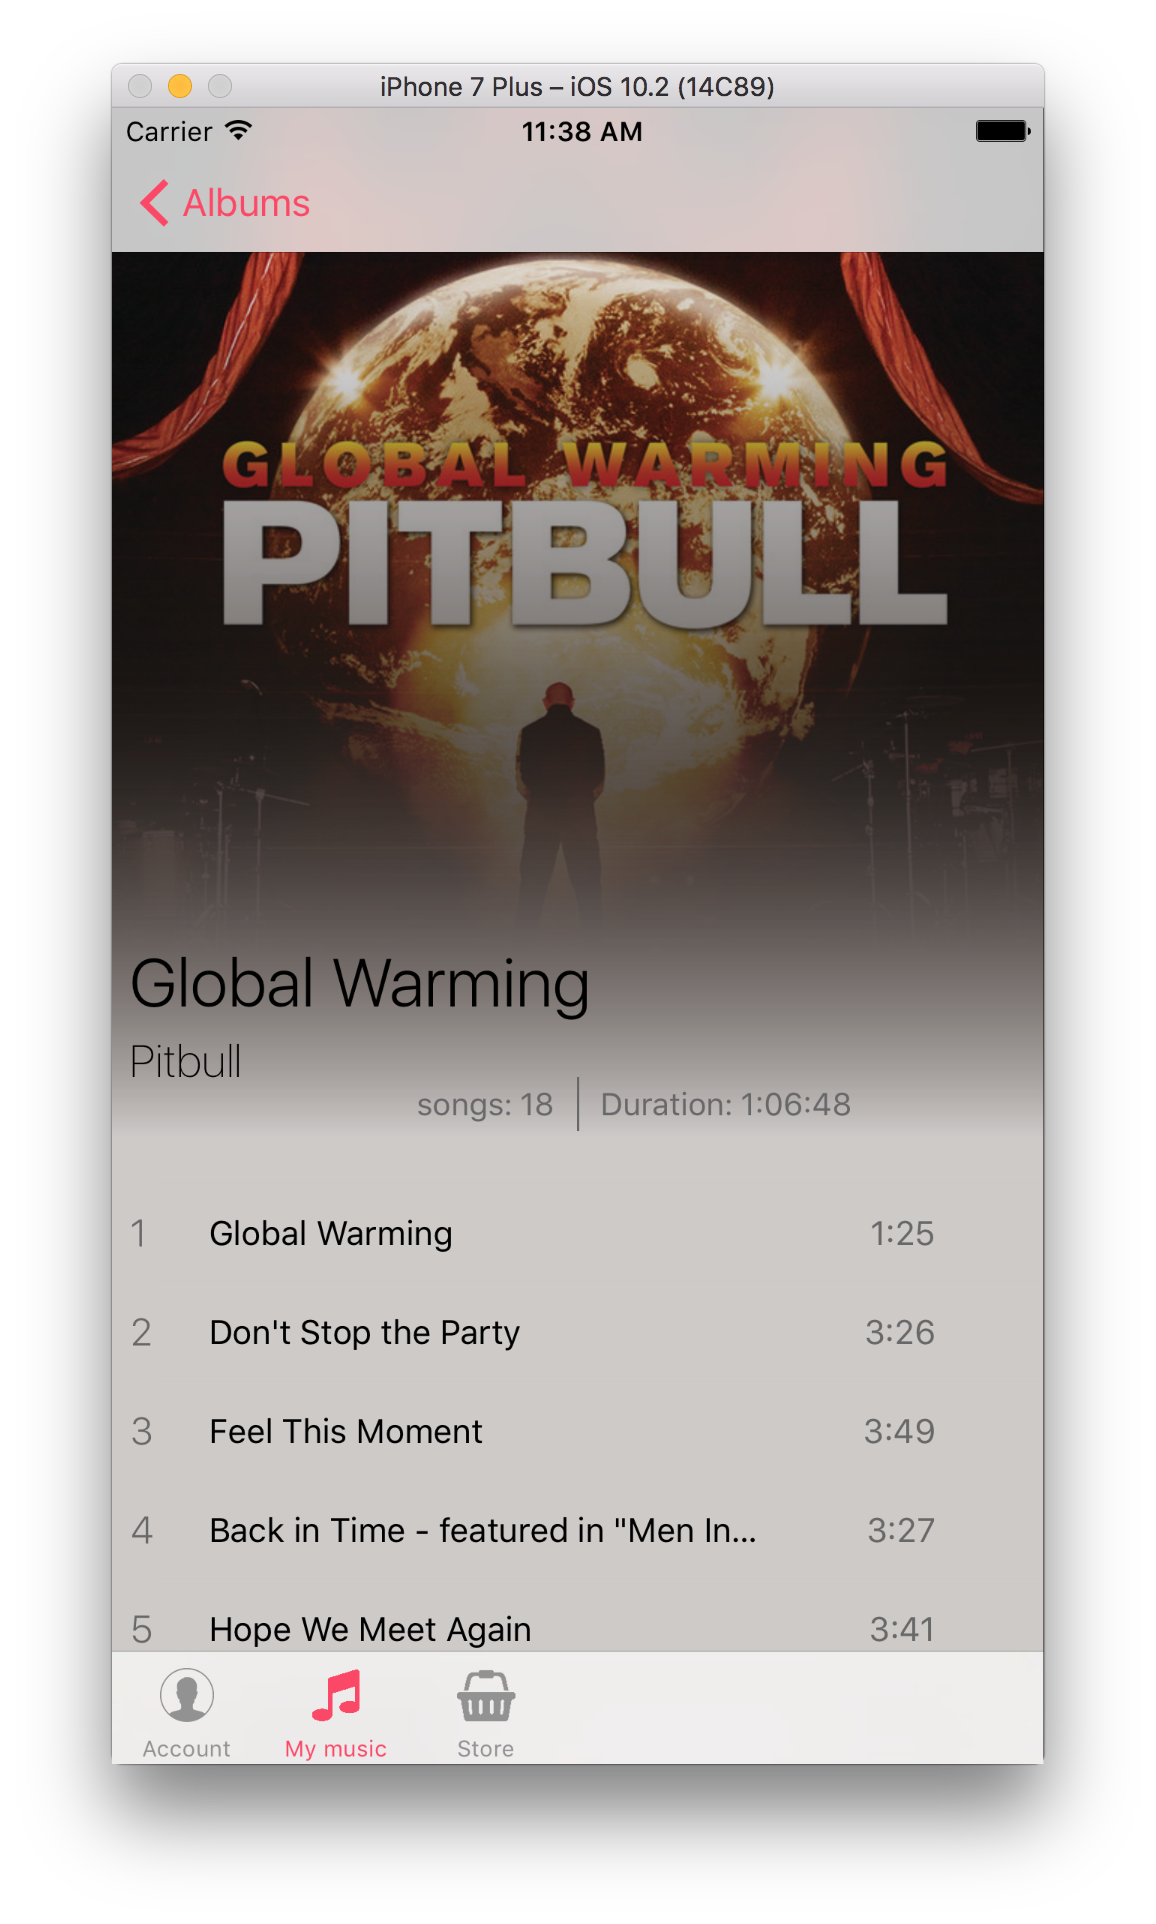 iPhone 7 Plus – iOS 10.2 (14C89)
Carrier 11:38 AM
Albums
GLOBAL WARMING
PITBULL
Global Warming
Pitbull
songs: 18 Duration: 1:06:48
1 Global Warming 1:25
2 Don't Stop the Party 3:26
3 Feel This Moment 3:49
4 Back in Time - featured in "Men In... 3:27
5 Hope We Meet Again 3:41
Account My music Store